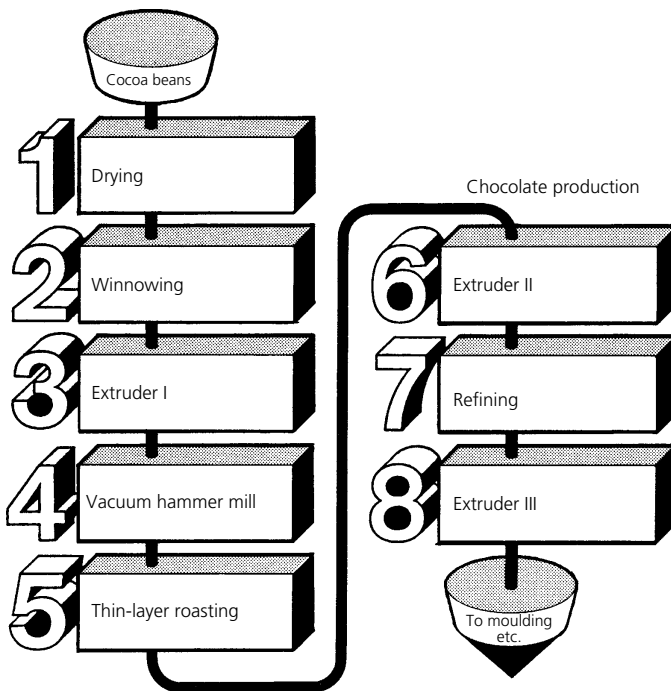 Cocoa beans
1
Drying
2
Winnowing
3
Extruder I
4
Vacuum hammer mill
5
Thin-layer roasting
Chocolate production
6
Extruder II
7
Refining
8
Extruder III
To moulding
etc.